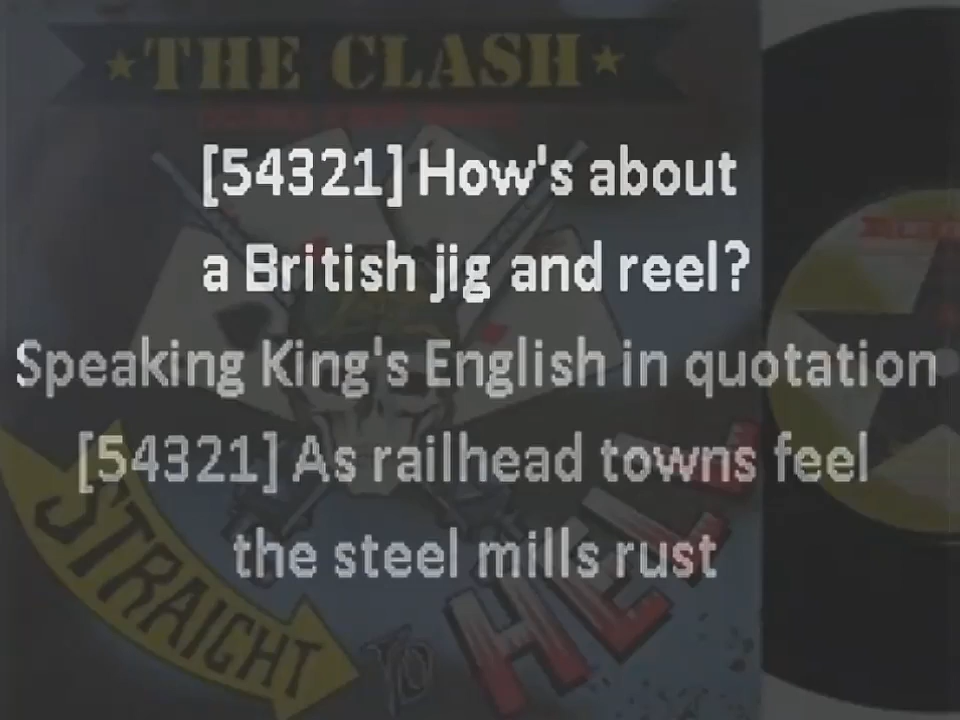 ★THE CLASH★
[54321] How's about
a British jig and reel?
Speaking King's English in quotation
[54321] As railhead towns feel
the steel mills rust
STRAIGHT
TO
HELL